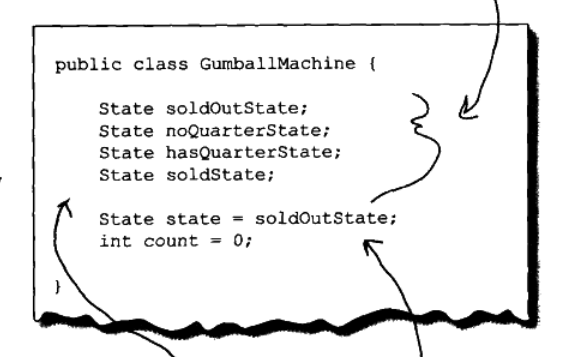 public class GumballMachine {
State soldOutState;
State noQuarterState;
State hasQuarterState;
State soldState;
State state = soldOutState;
int count = 0;
}